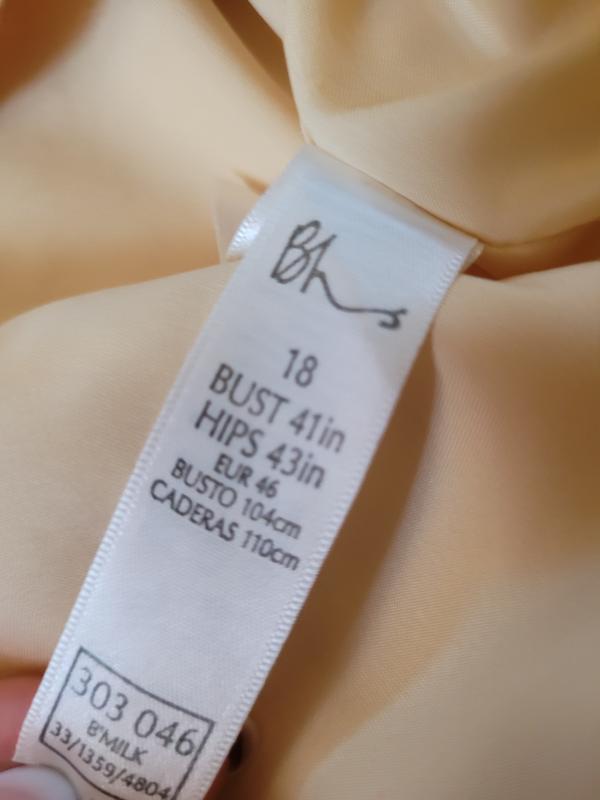 Bhs
18
BUST 41in
HIPS 43in
EUR 46
BUSTO 104cm
CADERAS 110cm
303 046
B'MILK
33/1359/4804